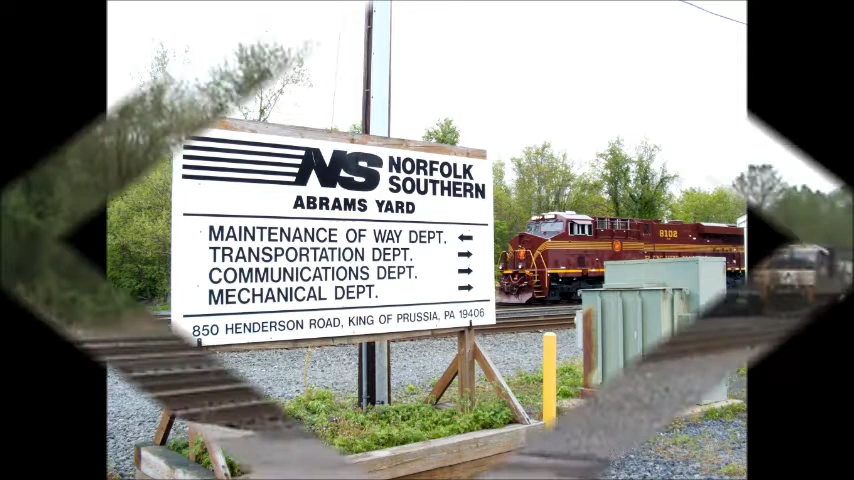 NS NORFOLK
SOUTHERN
ABRAMS YARD
MAINTENANCE OF WAY DEPT.
TRANSPORTATION DEPT.
COMMUNICATIONS DEPT.
MECHANICAL DEPT.
850 HENDERSON ROAD, KING OF PRUSSIA, PA 19406
8102